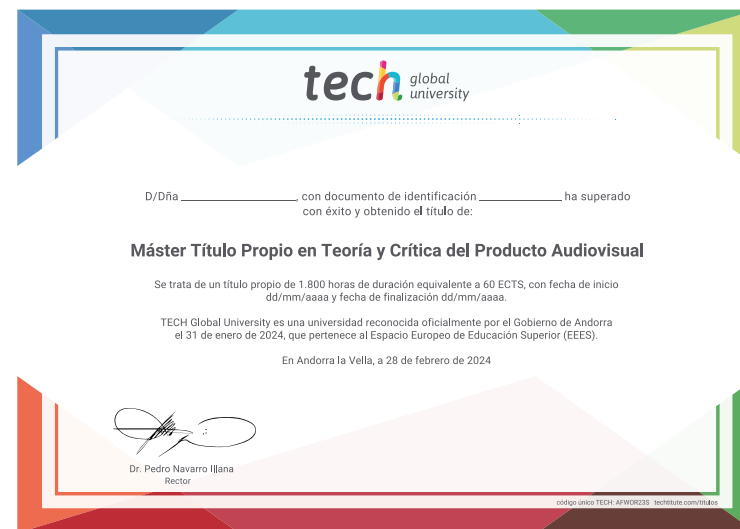 tech global university
D/Dña ____________, con documento de identificación ____________ ha superado
con éxito y obtenido el título de:
Máster Título Propio en Teoría y Crítica del Producto Audiovisual
Se trata de un título propio de 1.800 horas de duración equivalente a 60 ECTS, con fecha de inicio
dd/mm/aaaa y fecha de finalización dd/mm/aaaa.
TECH Global University es una universidad reconocida oficialmente por el Gobierno de Andorra
el 31 de enero de 2024, que pertenece al Espacio Europeo de Educación Superior (EEES).
En Andorra la Vella, a 28 de febrero de 2024
Dr. Pedro Navarro Illana
Rector
código único TECH: AFWOR23S techtitute.com/titulos